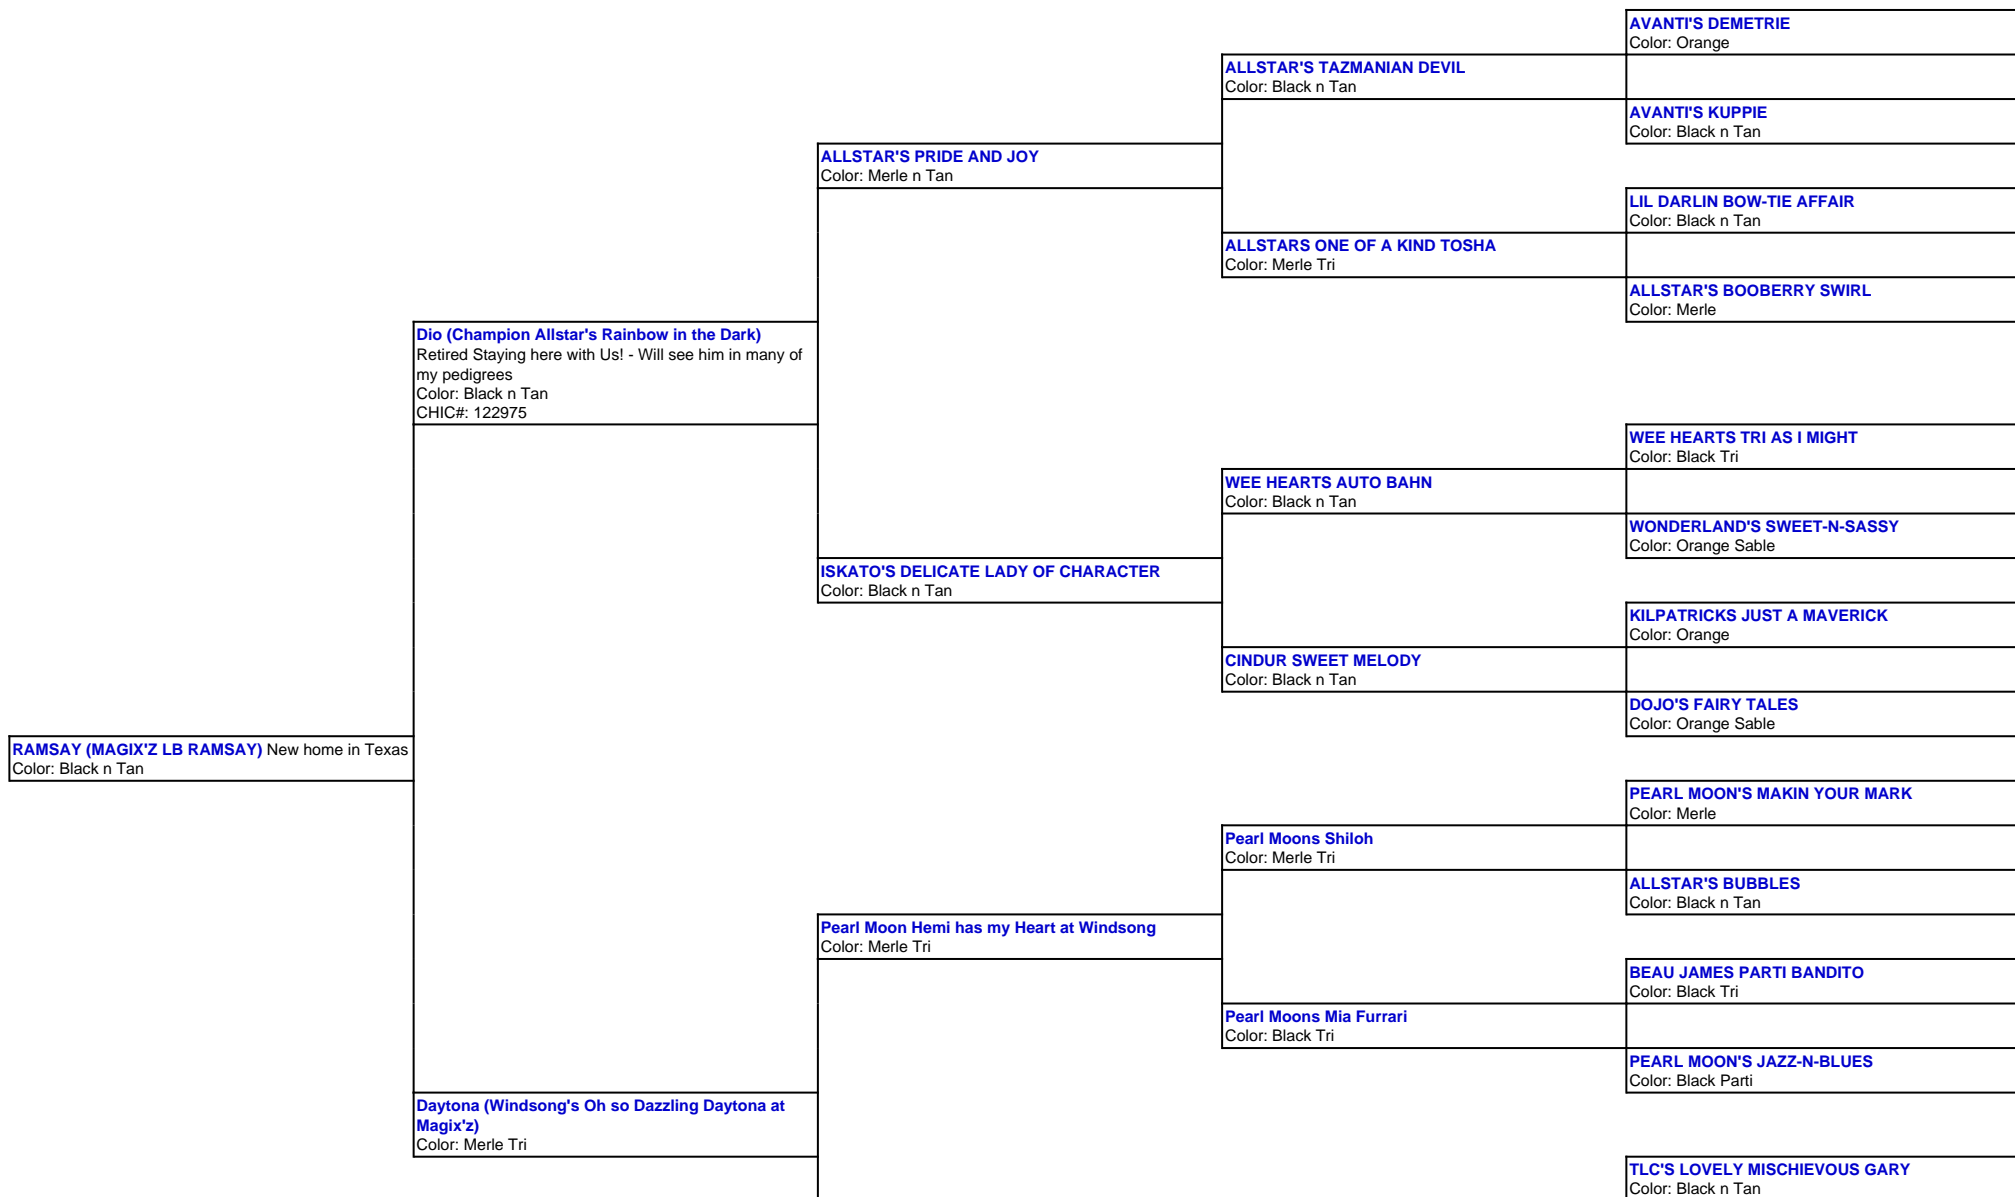 AVANTI'S DEMETRIE
Color: Orange
ALLSTAR'S TAZMANIAN DEVIL
Color: Black n Tan
AVANTI'S KUPPIE
Color: Black n Tan
ALLSTAR'S PRIDE AND JOY
Color: Merle n Tan
LIL DARLIN BOW-TIE AFFAIR
Color: Black n Tan
ALLSTARS ONE OF A KIND TOSHA
Color: Merle Tri
ALLSTAR'S BOOBERRY SWIRL
Color: Merle
Dio (Champion Allstar's Rainbow in the Dark)
Retired Staying here with Us! - Will see him in many of
my pedigrees
Color: Black n Tan
CHIC#: 122975
WEE HEARTS TRI AS I MIGHT
Color: Black Tri
WEE HEARTS AUTO BAHN
Color: Black n Tan
WONDERLAND'S SWEET-N-SASSY
Color: Orange Sable
ISKATO'S DELICATE LADY OF CHARACTER
Color: Black n Tan
KILPATRICKS JUST A MAVERICK
Color: Orange
CINDUR SWEET MELODY
Color: Black n Tan
DOJO'S FAIRY TALES
Color: Orange Sable
RAMSAY (MAGIX'Z LB RAMSAY) New home in Texas
Color: Black n Tan
PEARL MOON'S MAKIN YOUR MARK
Color: Merle
Pearl Moons Shiloh
Color: Merle Tri
ALLSTAR'S BUBBLES
Color: Black n Tan
Pearl Moon Hemi has my Heart at Windsong
Color: Merle Tri
BEAU JAMES PARTI BANDITO
Color: Black Tri
Pearl Moons Mia Furrari
Color: Black Tri
PEARL MOON'S JAZZ-N-BLUES
Color: Black Parti
Daytona (Windsong's Oh so Dazzling Daytona at
Magix'z)
Color: Merle Tri
TLC'S LOVELY MISCHIEVOUS GARY
Color: Black n Tan